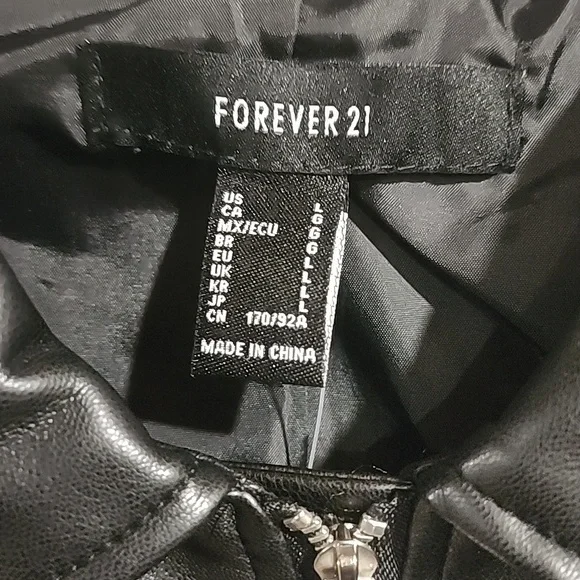 FOREVER 21
US L
CA G
MX/ECU G
BR G
EU L
UK L
KR L
JP L
CN 170/92A
MADE IN CHINA